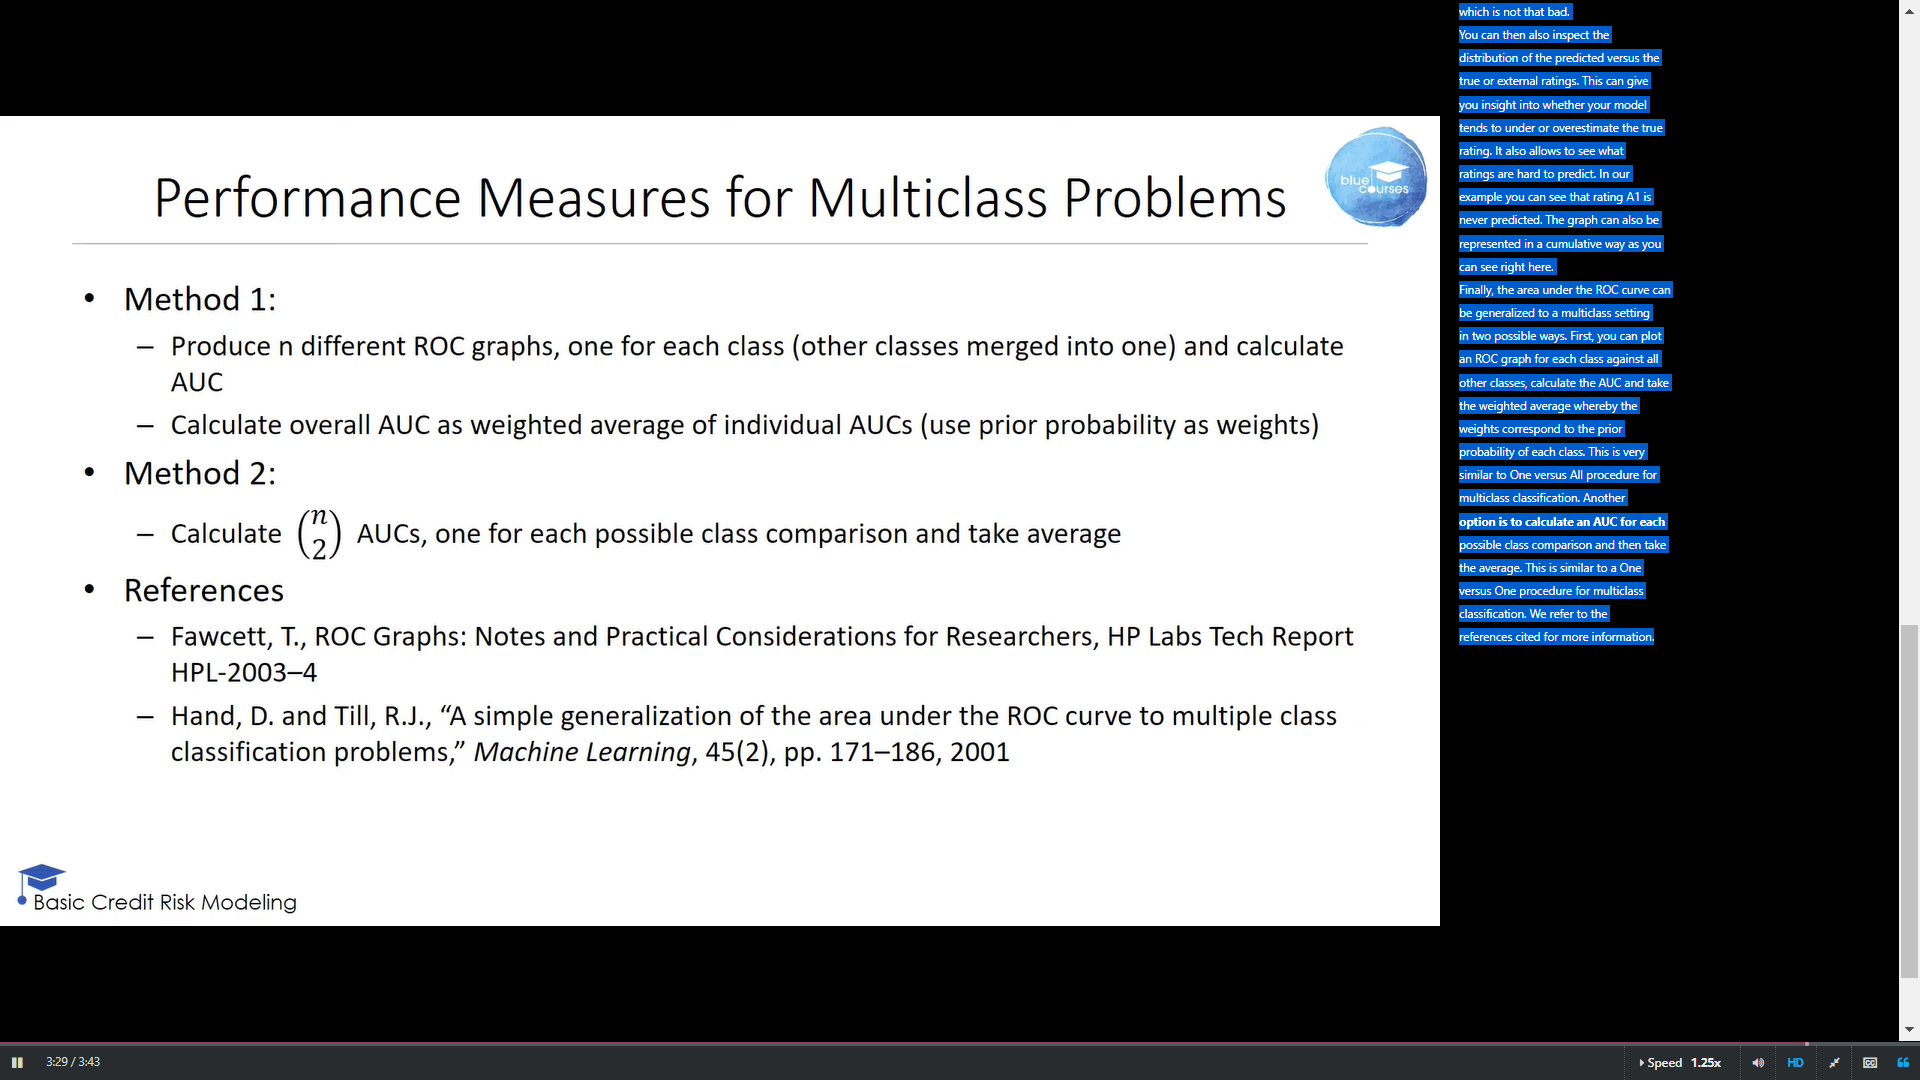 Performance Measures for Multiclass Problems
blue
courses
• Method 1:
– Produce n different ROC graphs, one for each class (other classes merged into one) and calculate
AUC
– Calculate overall AUC as weighted average of individual AUCs (use prior probability as weights)
• Method 2:
– Calculate (n 2) AUCs, one for each possible class comparison and take average
• References
– Fawcett, T., ROC Graphs: Notes and Practical Considerations for Researchers, HP Labs Tech Report
HPL-2003–4
– Hand, D. and Till, R.J., “A simple generalization of the area under the ROC curve to multiple class
classification problems,” Machine Learning, 45(2), pp. 171–186, 2001
Basic Credit Risk Modeling
which is not that bad.
You can then also inspect the
distribution of the predicted versus the
true or external ratings. This can give
you insight into whether your model
tends to under or overestimate the true
rating. It also allows to see what
ratings are hard to predict. In our
example you can see that rating A1 is
never predicted. The graph can also be
represented in a cumulative way as you
can see right here.
Finally, the area under the ROC curve can
be generalized to a multiclass setting
in two possible ways. First, you can plot
an ROC graph for each class against all
other classes, calculate the AUC and take
the weighted average whereby the
weights correspond to the prior
probability of each class. This is very
similar to One versus All procedure for
multiclass classification. Another
option is to calculate an AUC for each
possible class comparison and then take
the average. This is similar to a One
versus One procedure for multiclass
classification. We refer to the
references cited for more information.
3:29 / 3:43
Speed 1.25x
HD
CC